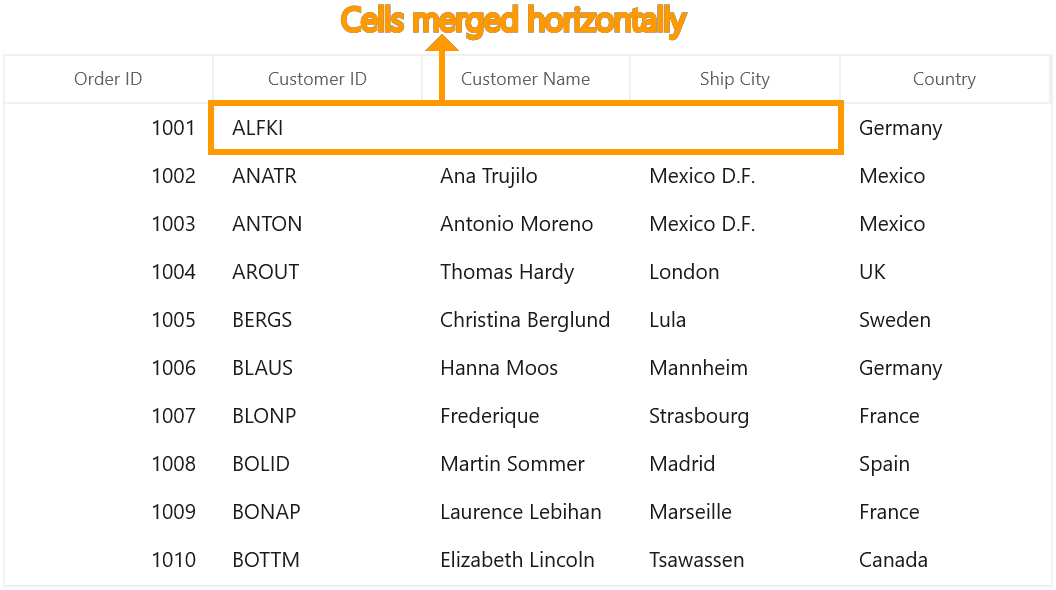 Cells merged horizontally
Order ID Customer ID Customer Name Ship City Country
1001 ALFKI Germany
1002 ANATR Ana Trujilo Mexico D.F. Mexico
1003 ANTON Antonio Moreno Mexico D.F. Mexico
1004 AROUT Thomas Hardy London UK
1005 BERGS Christina Berglund Lula Sweden
1006 BLAUS Hanna Moos Mannheim Germany
1007 BLONP Frederique Strasbourg France
1008 BOLID Martin Sommer Madrid Spain
1009 BONAP Laurence Lebihan Marseille France
1010 BOTTM Elizabeth Lincoln Tsawassen Canada